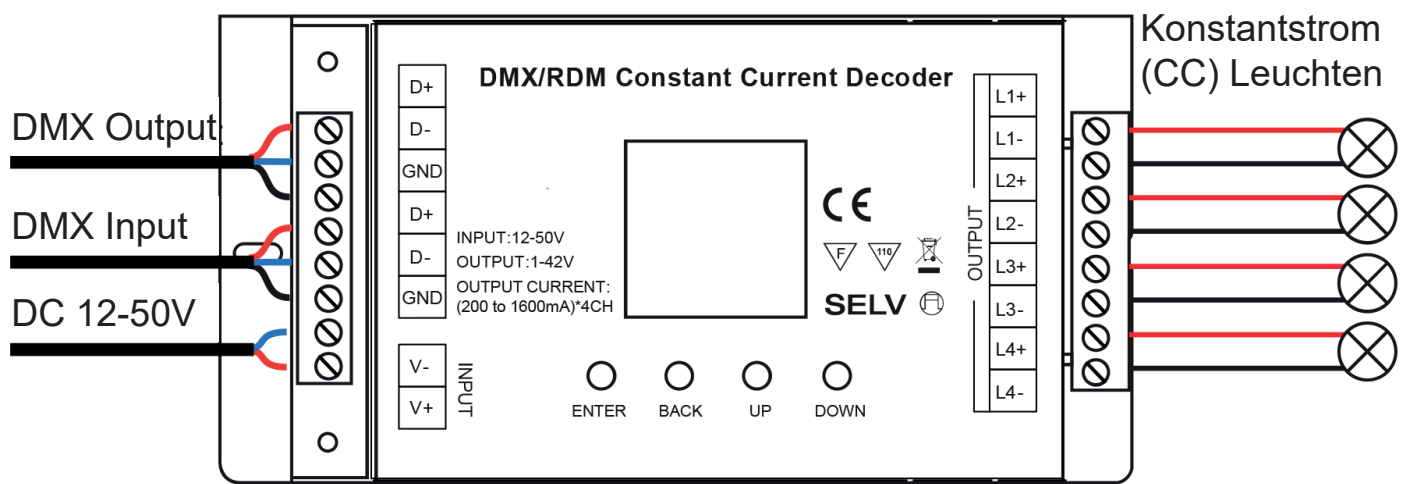 DMX Output
DMX Input
DC 12-50V
D+
D-
GND
D+
D-
GND
V-
V+
INPUT
DMX/RDM Constant Current Decoder
INPUT:12-50V
OUTPUT:1-42V
OUTPUT CURRENT:
(200 to 1600mA)*4CH
CE
F
110
SELV
ENTER
BACK
UP
DOWN
OUTPUT
L1+
L1-
L2+
L2-
L3+
L3-
L4+
L4-
Konstantstrom
(CC) Leuchten